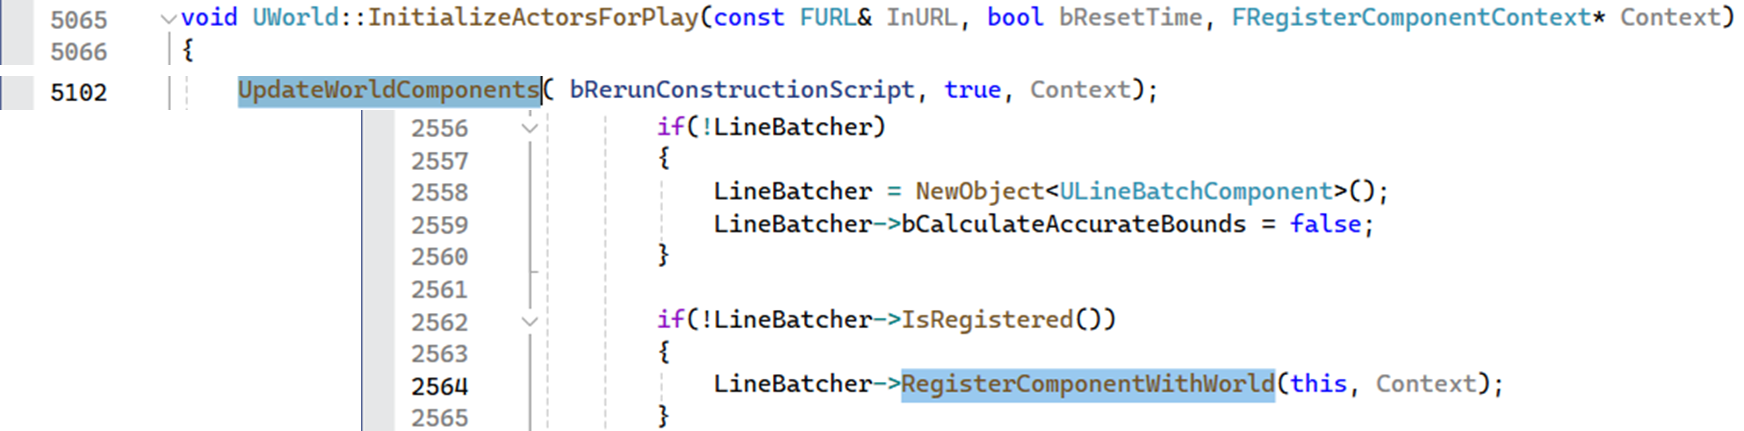 5065 void UWorld::InitializeActorsForPlay(const FURL& InURL, bool bResetTime, FRegisterComponentContext* Context)
5066 {
5102 UpdateWorldComponents( bRerunConstructionScript, true, Context);
2556 if(!LineBatcher)
2557 {
2558 LineBatcher = NewObject<ULineBatchComponent>();
2559 LineBatcher->bCalculateAccurateBounds = false;
2560 }
2561
2562 if(!LineBatcher->IsRegistered())
2563 {
2564 LineBatcher->RegisterComponentWithWorld(this, Context);
2565 }